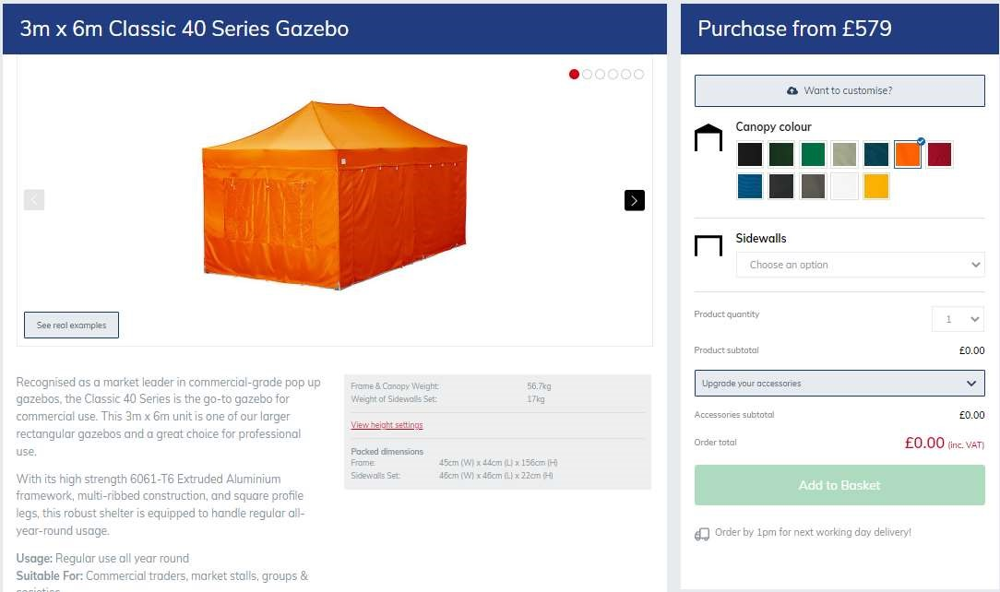 3m x 6m Classic 40 Series Gazebo
See real examples
Recognised as a market leader in commercial-grade pop up
gazebos, the Classic 40 Series is the go-to gazebo for
commercial use. This 3m x 6m unit is one of our larger
rectangular gazebos and a great choice for professional
use.
With its high strength 6061-T6 Extruded Aluminium
framework, multi-ribbed construction, and square profile
legs, this robust shelter is equipped to handle regular all-
year-round usage.
Usage: Regular use all year round
Suitable For: Commercial traders, market stalls, groups &
societies
Frame & Canopy Weight: 56.7kg
Weight of Sidewalls Set: 17kg
View height settings
Packed dimensions
Frame: 45cm (W) x 44cm (L) x 156cm (H)
Sidewalls Set: 46cm (W) x 46cm (L) x 22cm (H)
Purchase from £579
Want to customise?
Canopy colour
Sidewalls
Choose an option
Product quantity 1
Product subtotal £0.00
Upgrade your accessories
Accessories subtotal £0.00
Order total £0.00 (inc. VAT)
Add to Basket
Order by 1pm for next working day delivery!